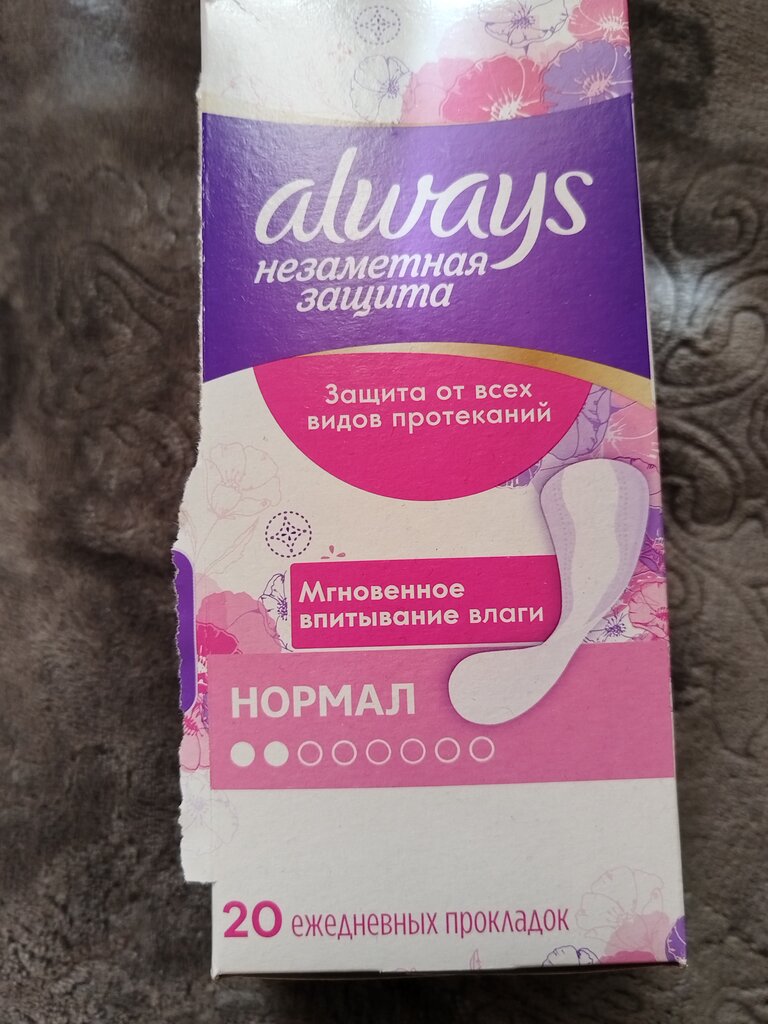 always
незаметная
защита
Защита от всех
видов протеканий
Мгновенное
впитывание влаги
НОРМАЛ
20 ежедневных прокладок